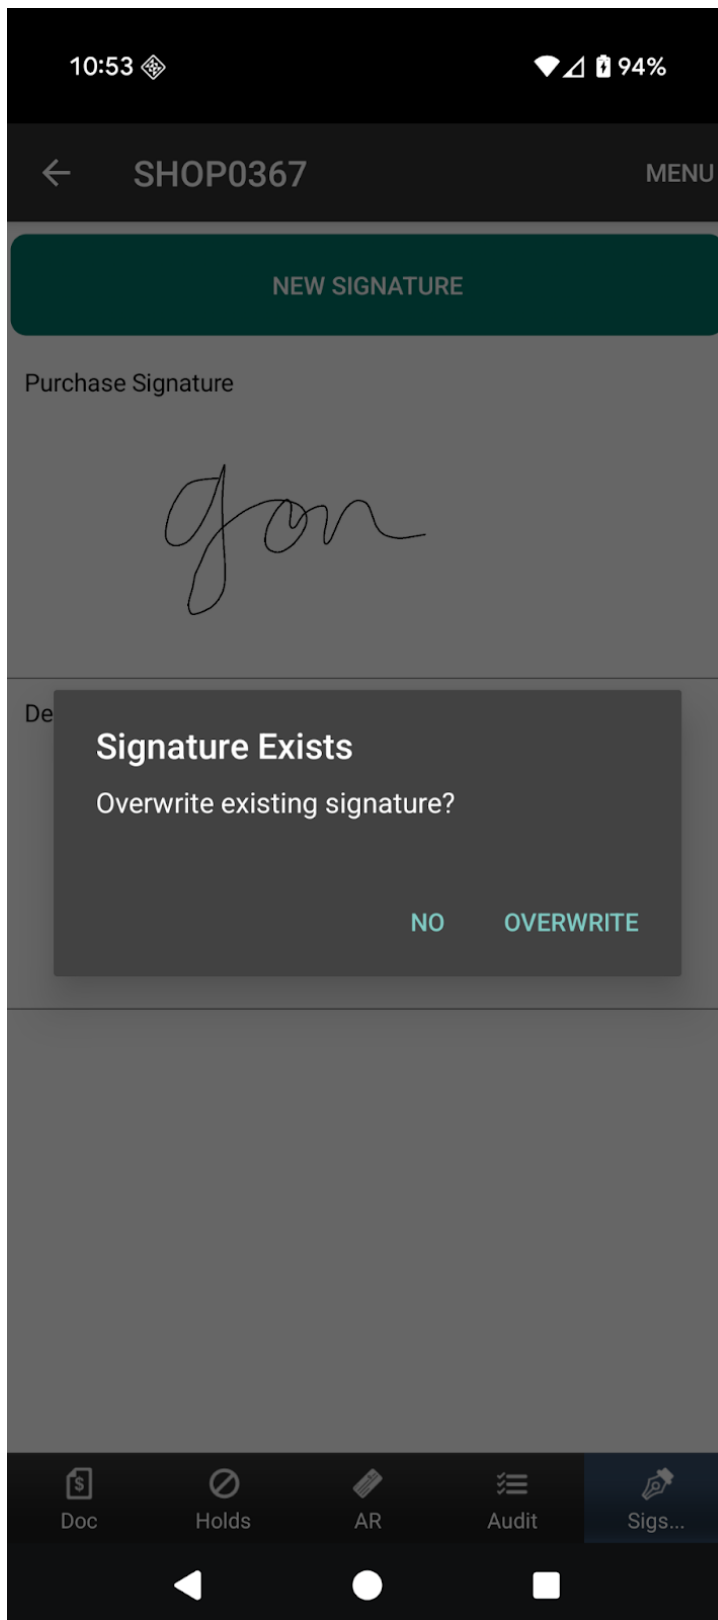 10:53
94%
SHOP0367
MENU
NEW SIGNATURE
Purchase Signature
gon
De
Signature Exists
Overwrite existing signature?
NO
OVERWRITE
Doc
Holds
AR
Audit
Sigs...